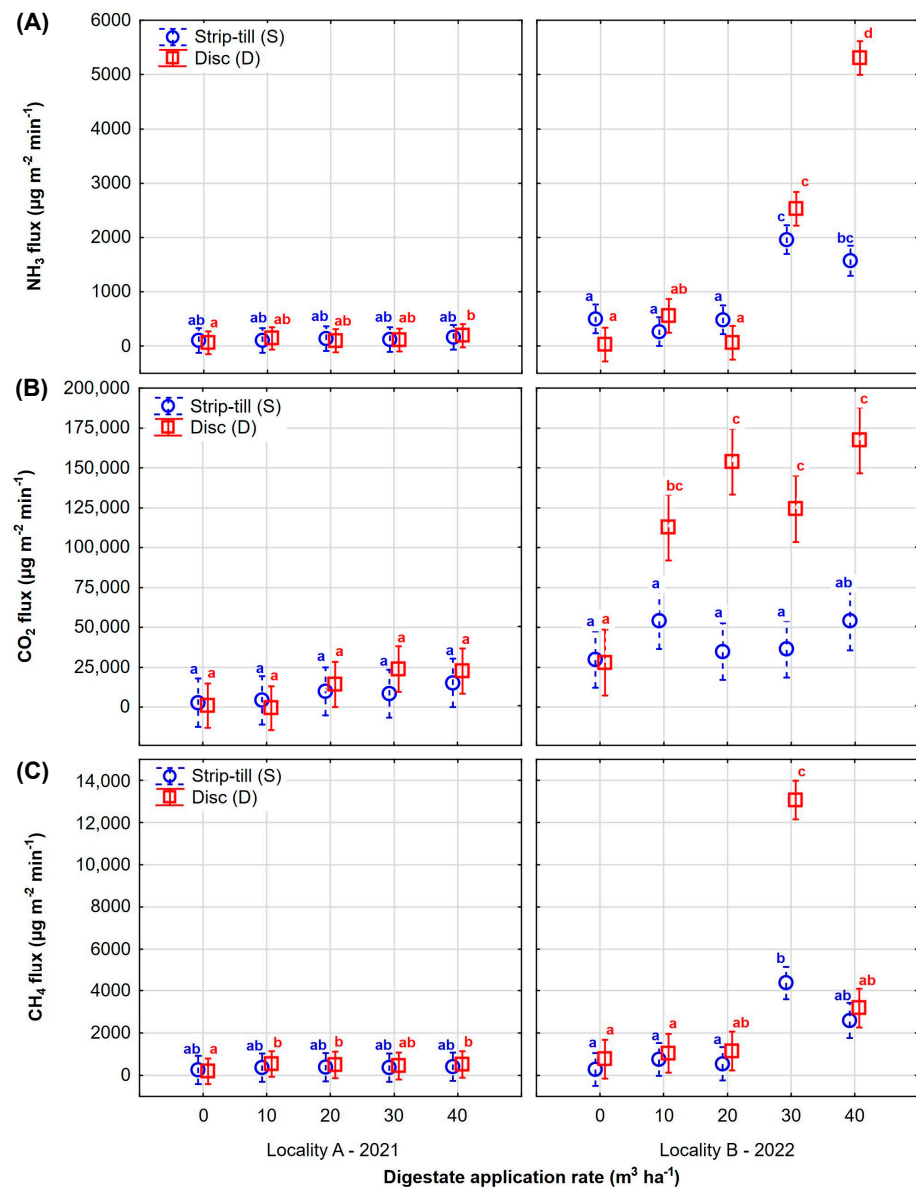 (A)
6000
5000
4000
3000
2000
1000
0
NH₃ flux (µg m⁻² min⁻¹)
Strip-till (S)
Disc (D)
ab a ab ab ab ab ab ab ab b
a a a ab a a c c bc d
(B)
200,000
175,000
150,000
125,000
100,000
75,000
50,000
25,000
0
CO₂ flux (µg m⁻² min⁻¹)
Strip-till (S)
Disc (D)
a a a a a a a a a a
a a a bc a c a c ab c
(C)
14,000
12,000
10,000
8000
6000
4000
2000
0
CH₄ flux (µg m⁻² min⁻¹)
Strip-till (S)
Disc (D)
ab a ab b ab b ab ab ab b
a a a a a ab b c ab ab
0 10 20 30 40 0 10 20 30 40
Locality A - 2021 Locality B - 2022
Digestate application rate (m³ ha⁻¹)